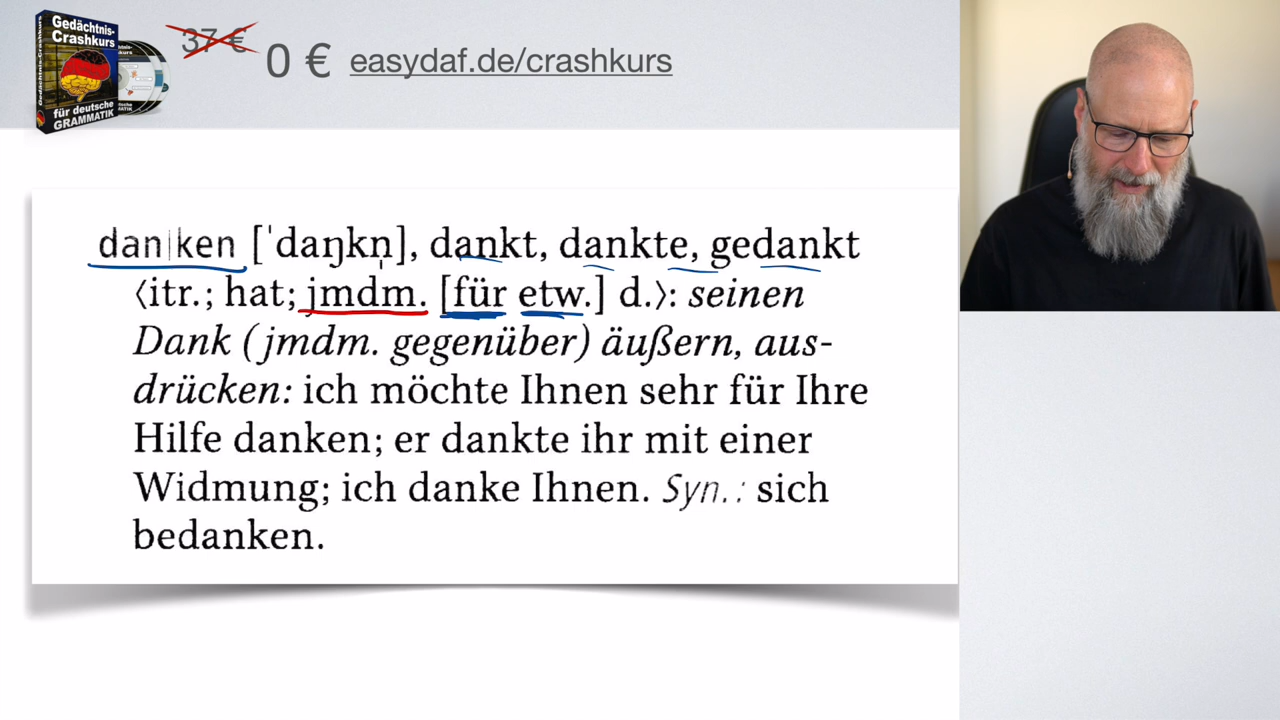 Gedächtnis-
Crashkurs
für deutsche
GRAMMATIK
37 €
0 €
easydaf.de/crashkurs
dan|ken [ˈdaŋkn̩], dankt, dankte, gedankt
⟨itr.; hat; jmdm. [für etw.] d.⟩: seinen
Dank (jmdm. gegenüber) äußern, aus-
drücken: ich möchte Ihnen sehr für Ihre
Hilfe danken; er dankte ihr mit einer
Widmung; ich danke Ihnen. Syn.: sich
bedanken.